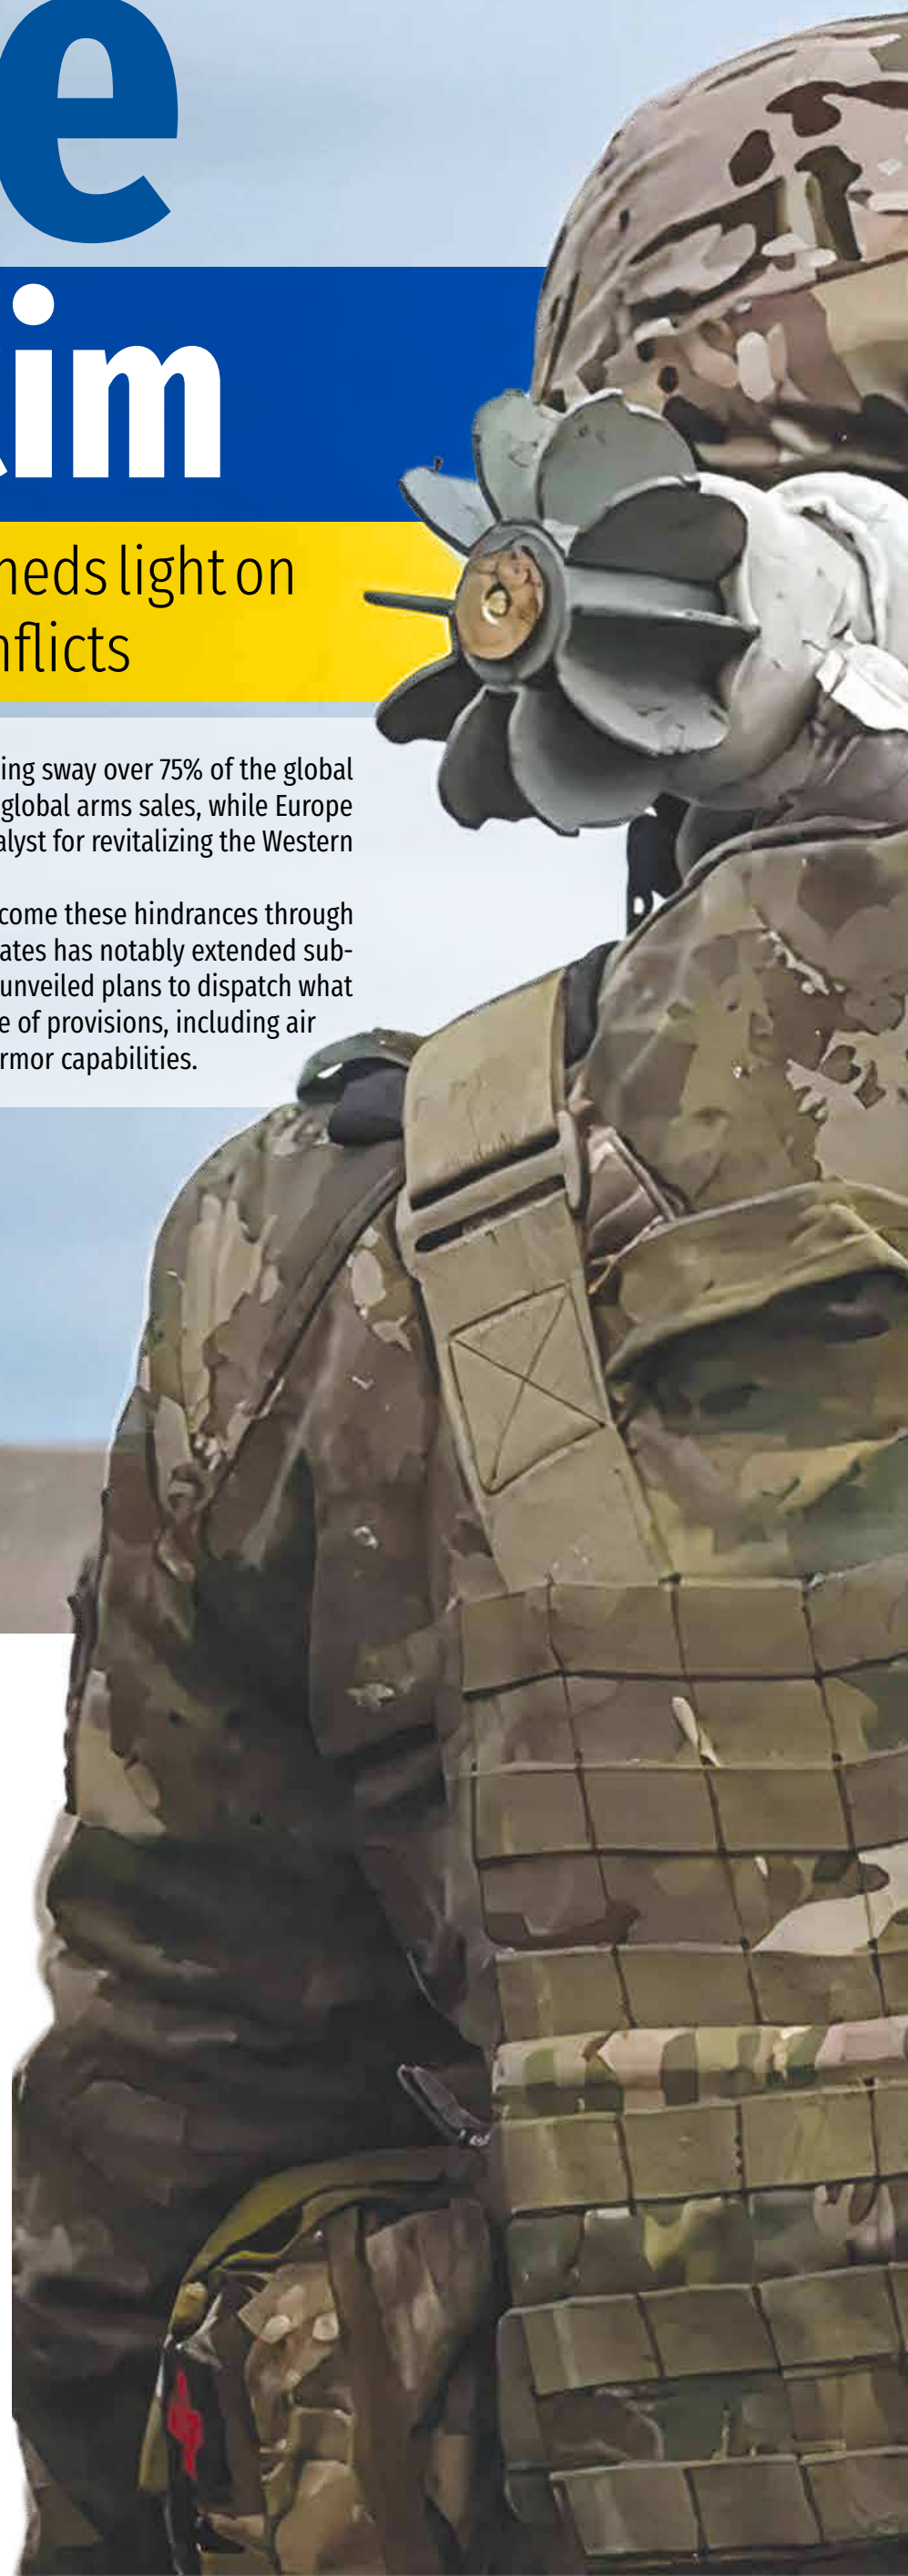 e
im
heds light on
nflicts
ing sway over 75% of the global
global arms sales, while Europe
alyst for revitalizing the Western
come these hindrances through
ates has notably extended sub-
unveiled plans to dispatch what
e of provisions, including air
rmor capabilities.